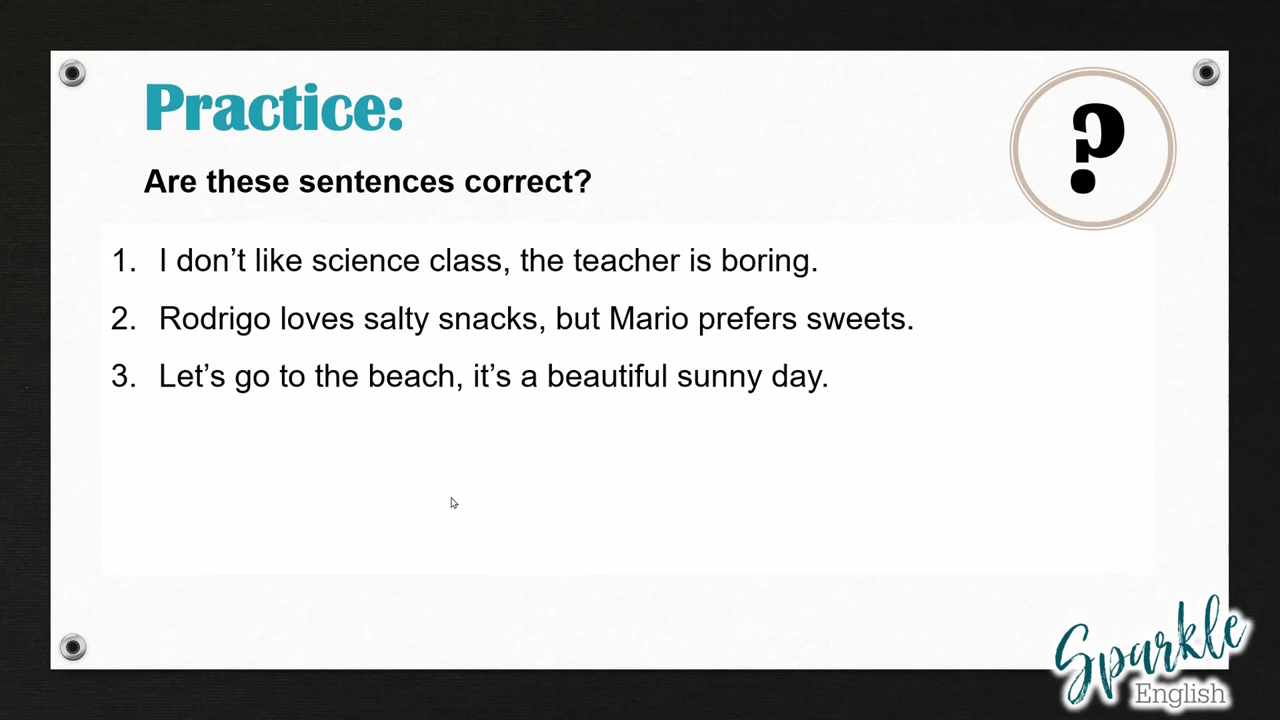 Practice:
?
Are these sentences correct?
1. I don’t like science class, the teacher is boring.
2. Rodrigo loves salty snacks, but Mario prefers sweets.
3. Let’s go to the beach, it’s a beautiful sunny day.
Sparkle
English